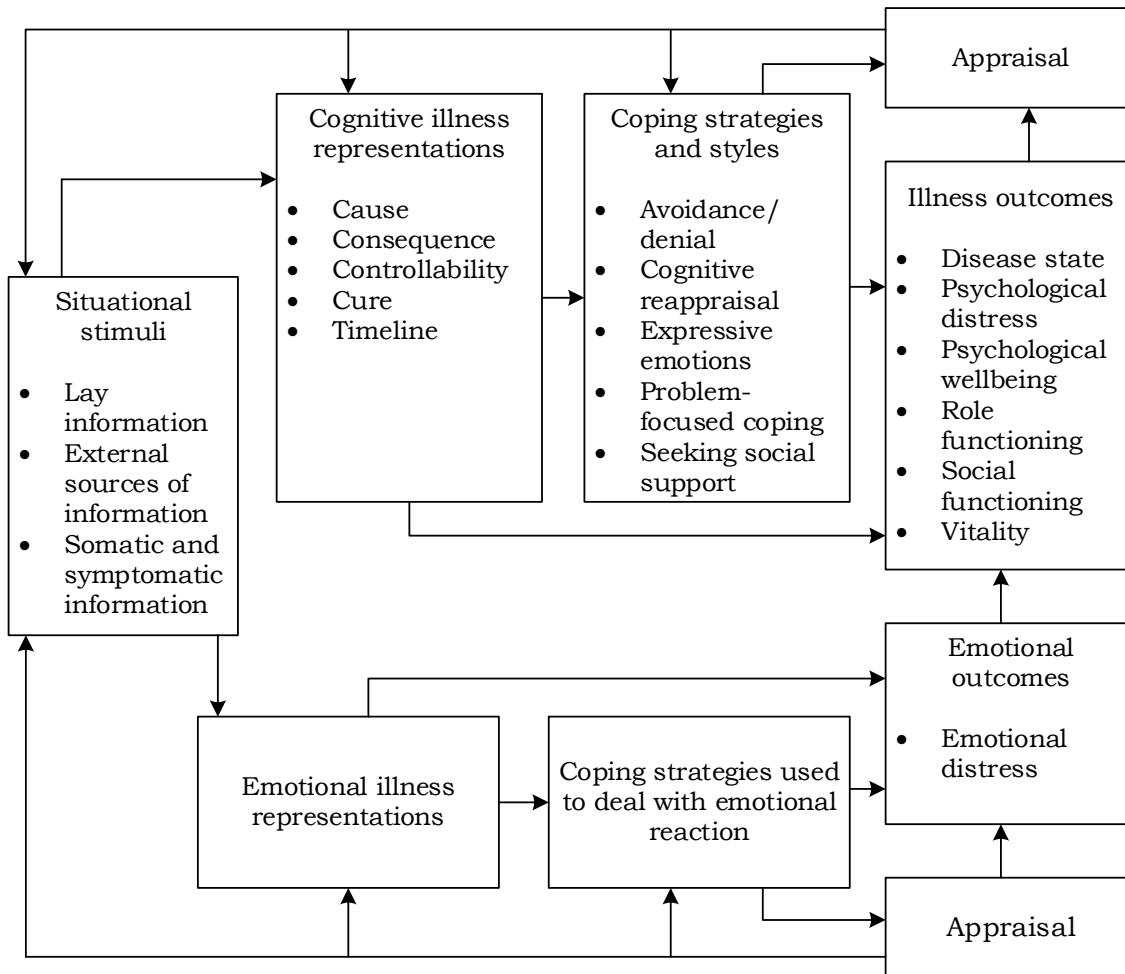 Appraisal
Cognitive illness
representations
• Cause
• Consequence
• Controllability
• Cure
• Timeline
Coping strategies
and styles
• Avoidance/
denial
• Cognitive
reappraisal
• Expressive
emotions
• Problem-
focused coping
• Seeking social
support
Illness outcomes
• Disease state
• Psychological
distress
• Psychological
wellbeing
• Role
functioning
• Social
functioning
• Vitality
Situational
stimuli
• Lay
information
• External
sources of
information
• Somatic and
symptomatic
information
Emotional
outcomes
• Emotional
distress
Emotional illness
representations
Coping strategies used
to deal with emotional
reaction
Appraisal